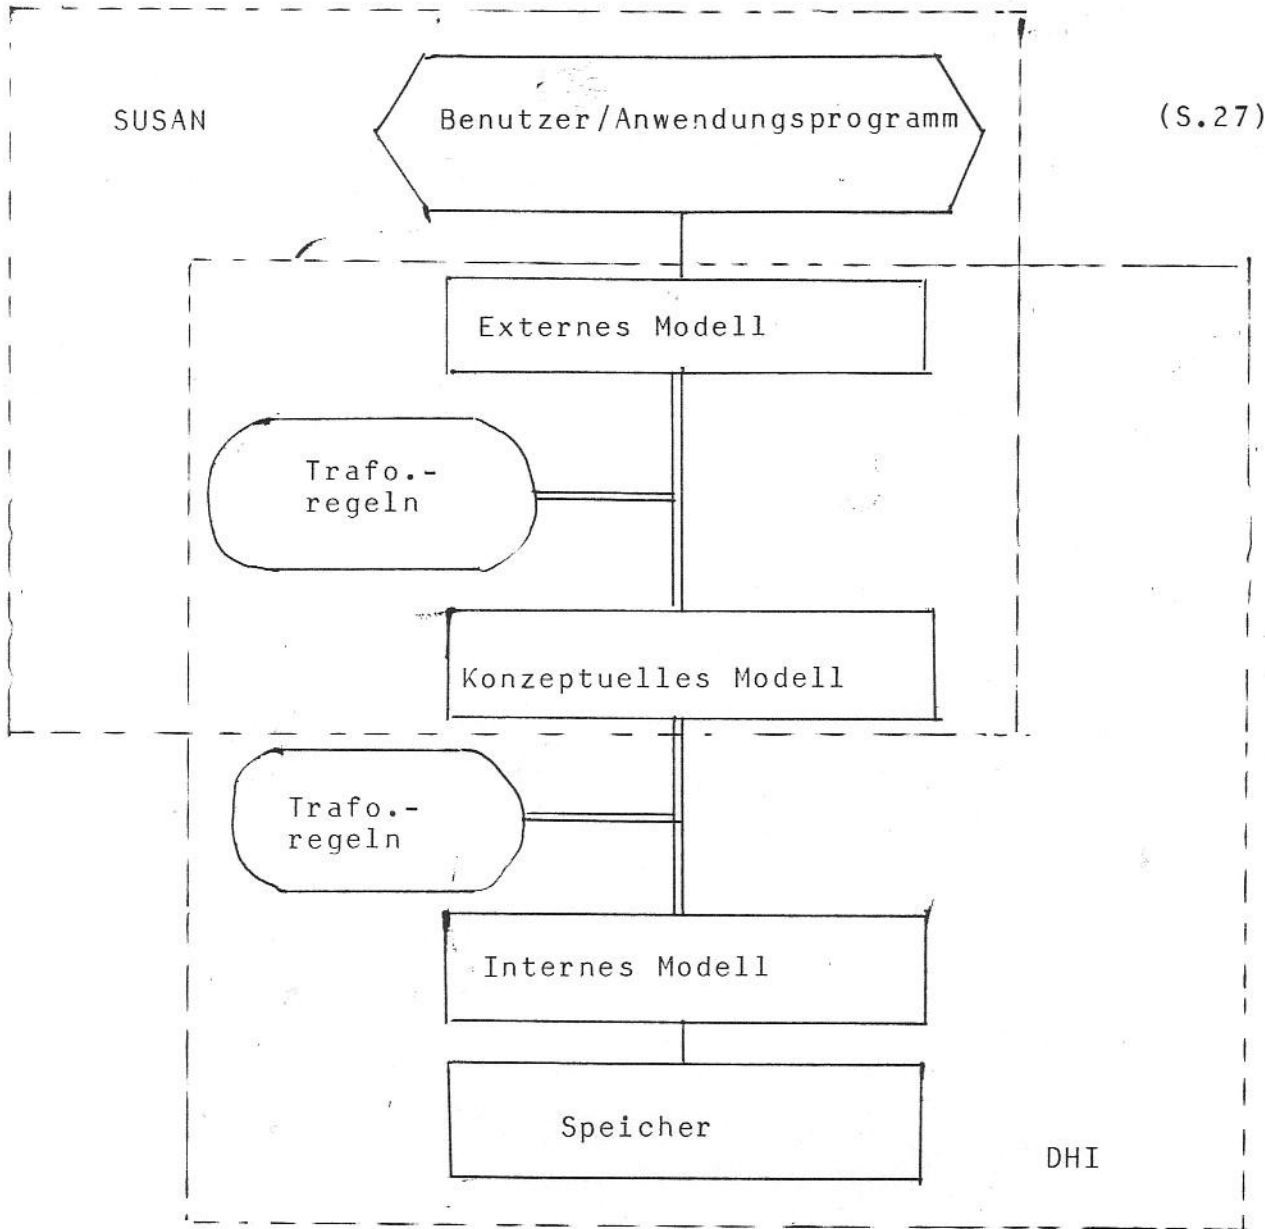 SUSAN
Benutzer/Anwendungsprogramm
(S.27)
Externes Modell
Trafo.-
regeln
Konzeptuelles Modell
Trafo.-
regeln
Internes Modell
Speicher
DHI